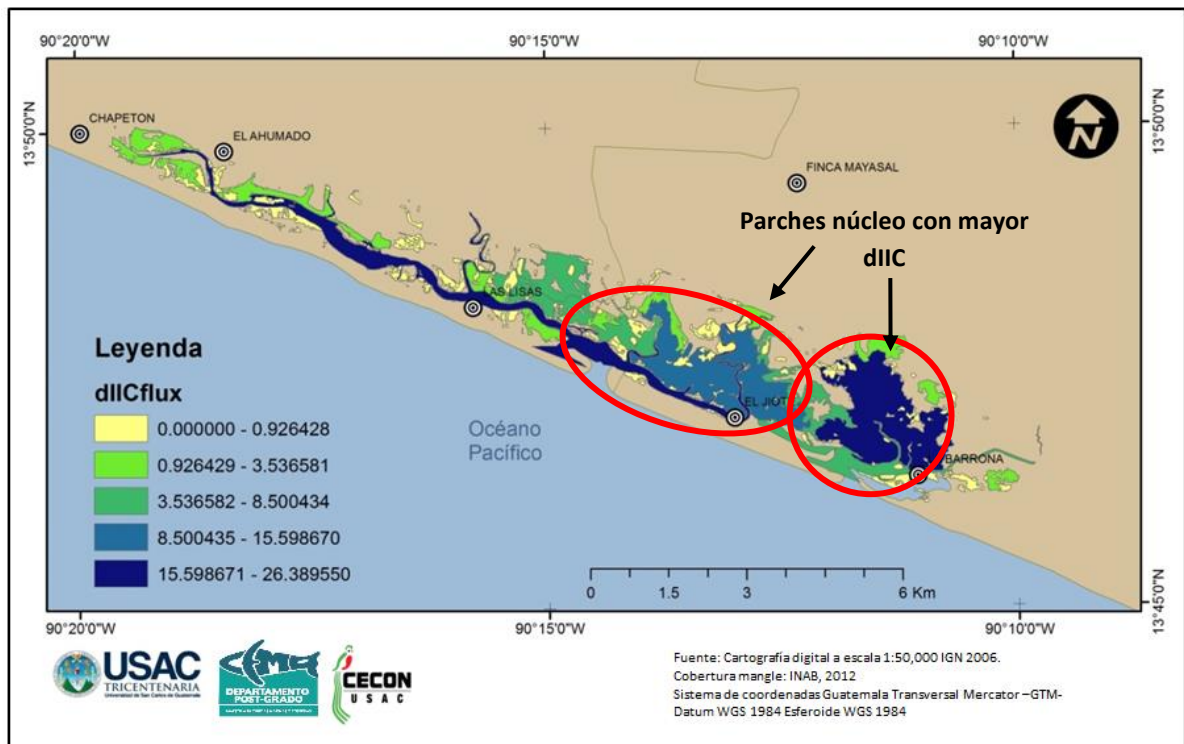 90°20'0"W 90°15'0"W 90°10'0"W
13°50'0"N
13°50'0"N
CHAPETON
EL AHUMADO
FINCA MAYASAL
N
Parches núcleo con mayor
dIIC
LAS LISAS
EL JIOTE
BARRONA
Océano
Pacífico
Leyenda
dIICflux
0.000000 - 0.926428
0.926429 - 3.536581
3.536582 - 8.500434
8.500435 - 15.598670
15.598671 - 26.389550
0 1.5 3 6 Km
13°45'0"N
90°20'0"W 90°15'0"W 90°10'0"W
USAC
TRICENTENARIA
Universidad de San Carlos de Guatemala
CEMA
DEPARTAMENTO
POST-GRADO
CECON
USAC
Fuente: Cartografía digital a escala 1:50,000 IGN 2006.
Cobertura mangle: INAB, 2012
Sistema de coordenadas Guatemala Transversal Mercator –GTM-
Datum WGS 1984 Esferoide WGS 1984